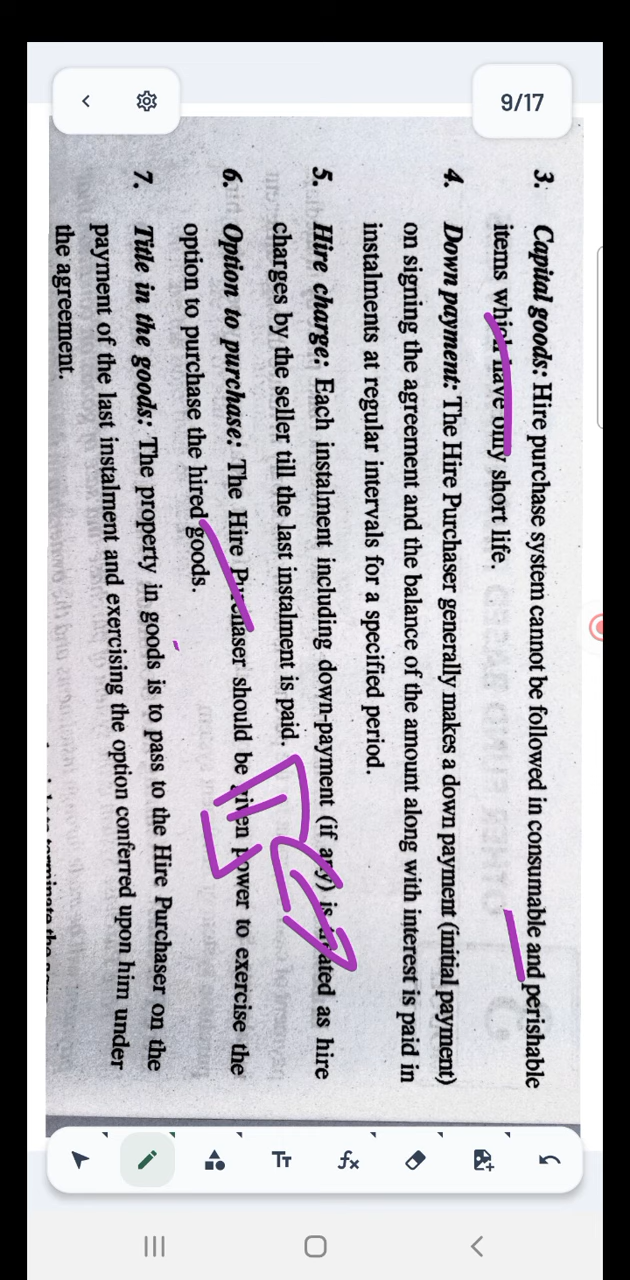 9/17
3. Capital goods: Hire purchase system cannot be followed in consumable and perishable
items which have only short life.
4. Down payment: The Hire Purchaser generally makes a down payment (initial payment)
on signing the agreement and the balance of the amount along with interest is paid in
instalments at regular intervals for a specified period.
5. Hire charge: Each instalment including down-payment (if any) is treated as hire
charges by the seller till the last instalment is paid.
6. Option to purchase: The Hire Purchaser should be given power to exercise the
option to purchase the hired goods.
7. Title in the goods: The property in goods is to pass to the Hire Purchaser on the
payment of the last instalment and exercising the option conferred upon him under
the agreement.
Tт
fx